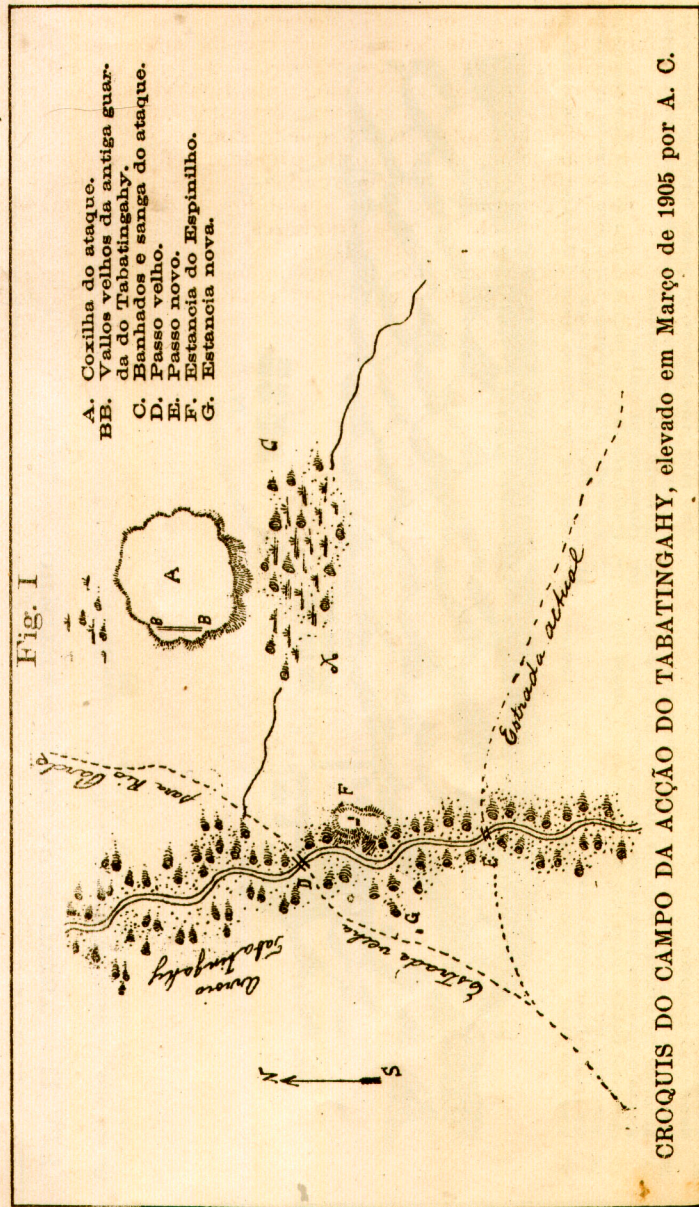 Fig. I
A. Coxilha do ataque.
BB. Vallos velhos da antiga guar-
da do Tabatingahy.
C. Banhados e sanga do ataque.
D. Passo velho.
E. Passo novo.
F. Estancia do Espinilho.
G. Estancia nova.
para Rio Pardo
B
B
A
C
X
Arroio
Tabatingahy
D
F
G
E
Estrada velha
Estrada actual
N
S
CROQUIS DO CAMPO DA ACÇÃO DO TABATINGAHY, elevado em Março de 1905 por A. C.